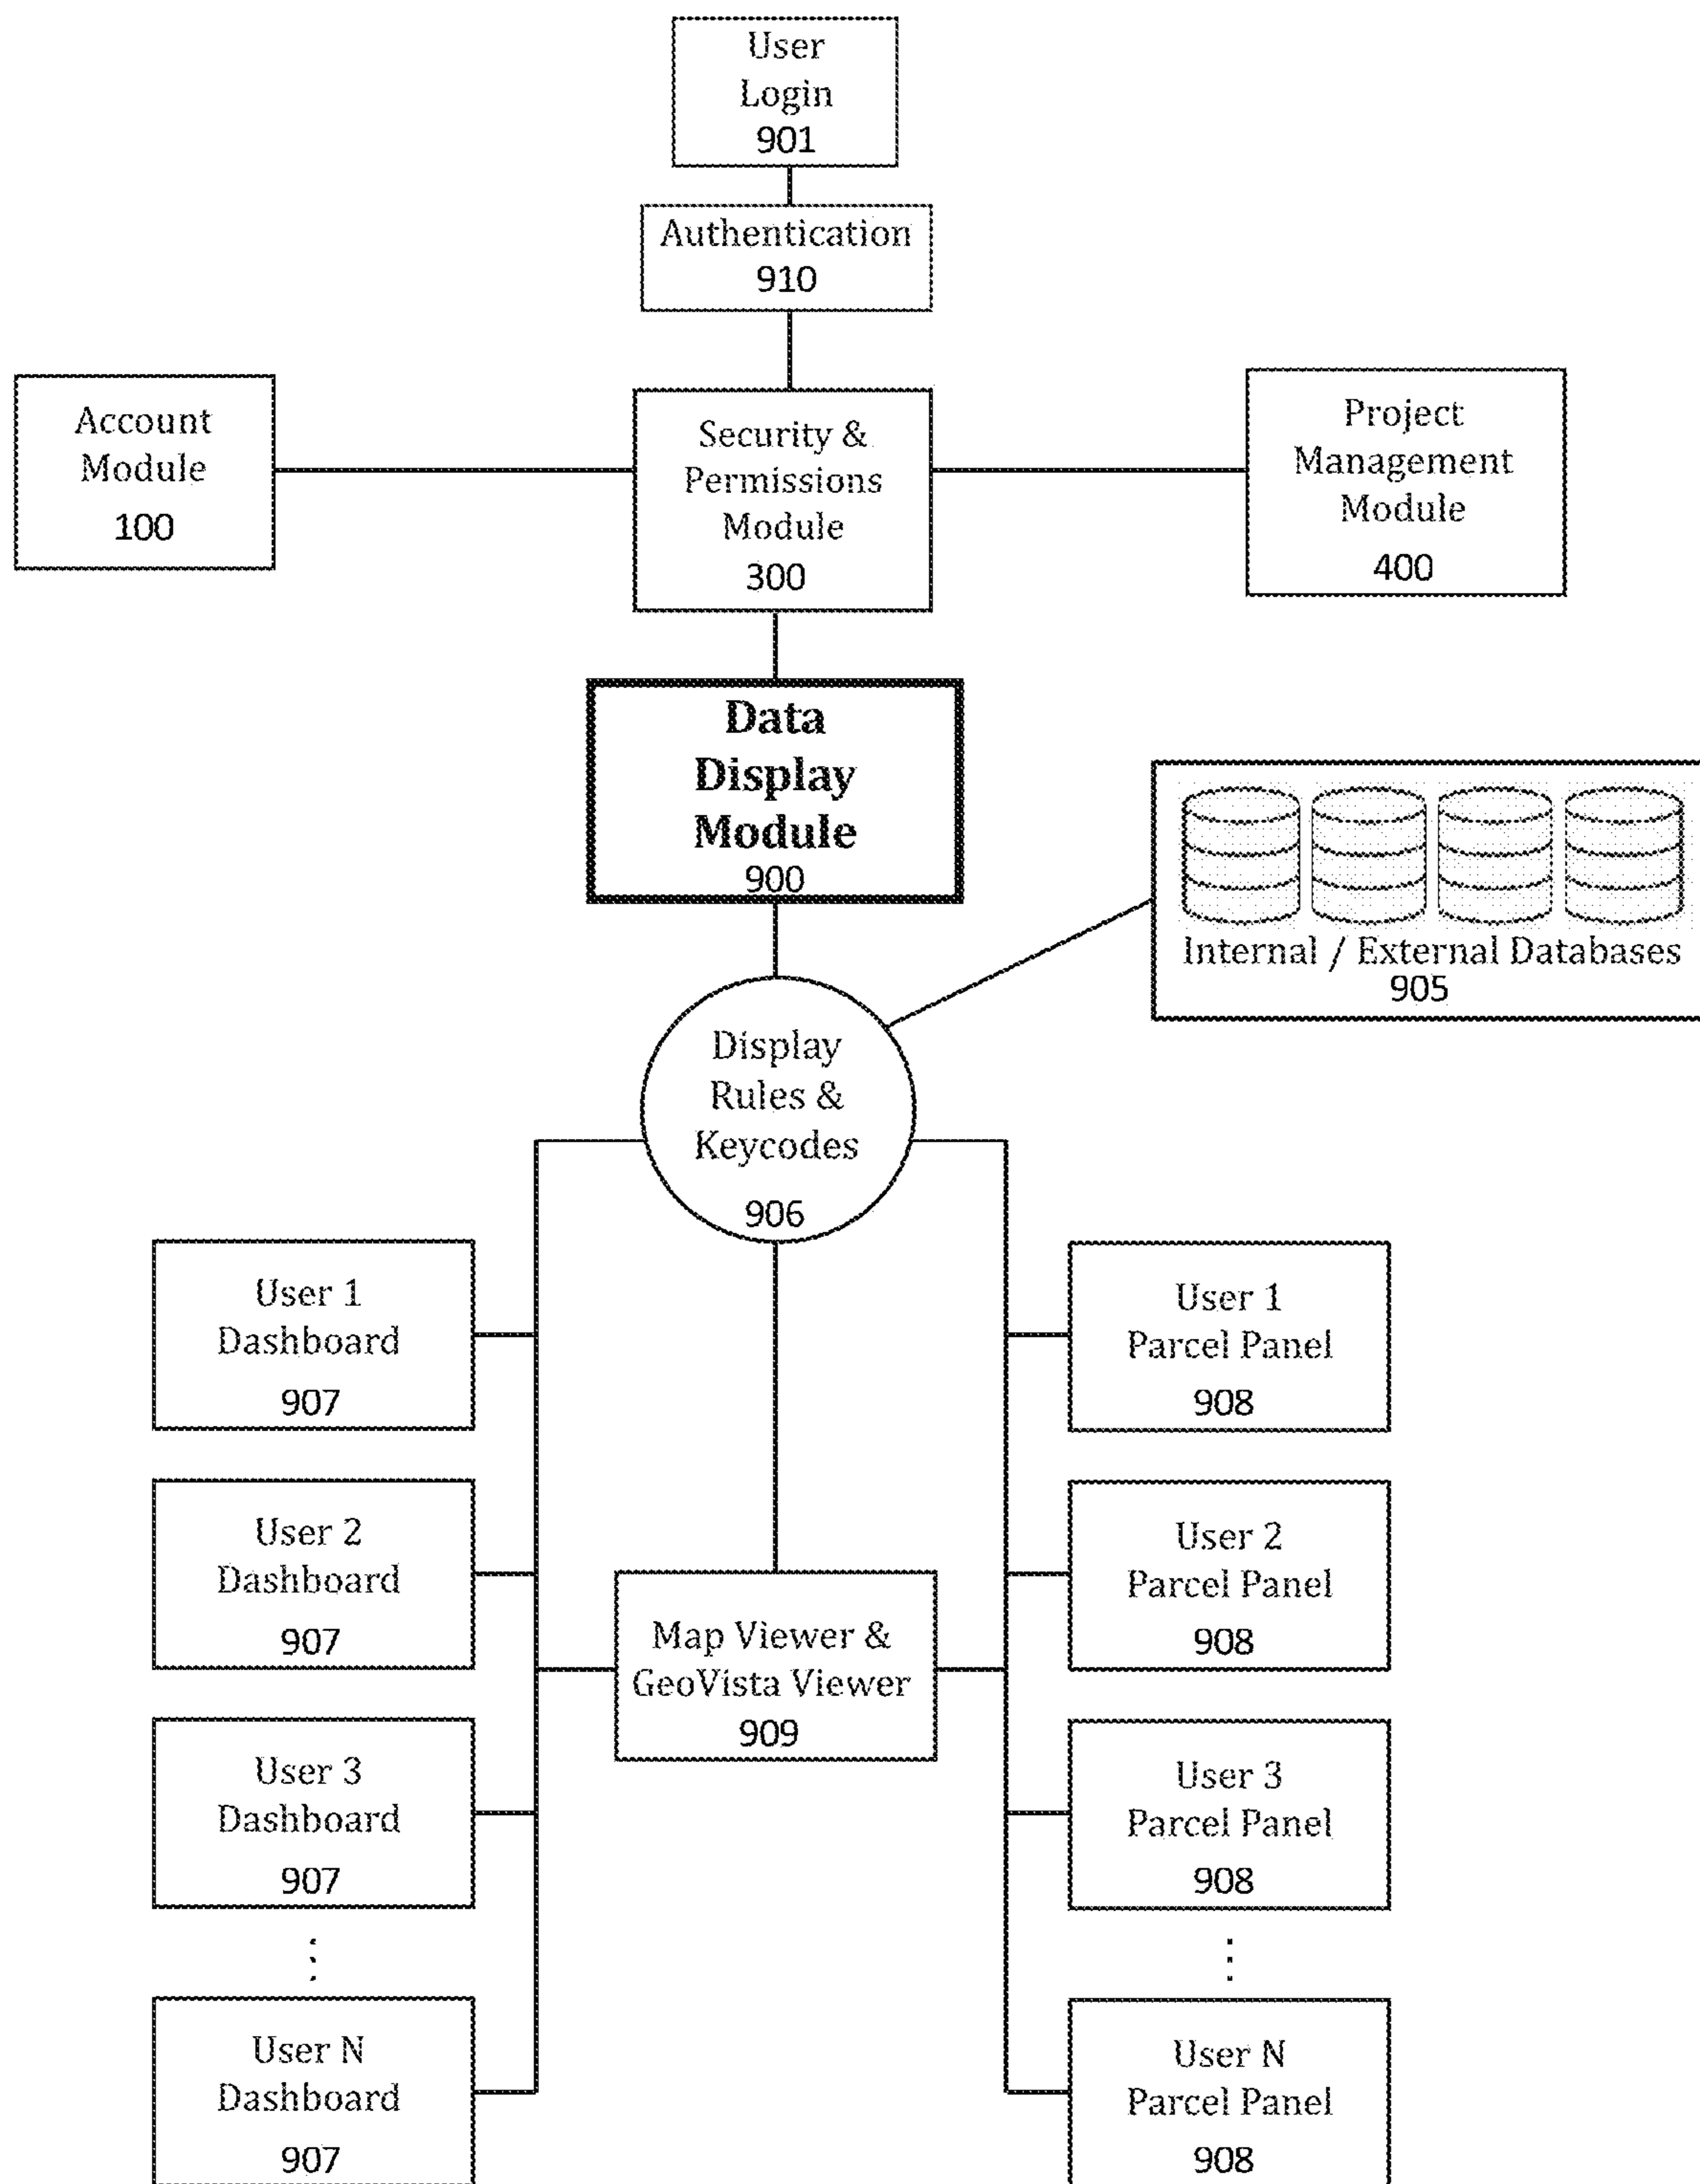 User
Login
901
Authentication
910
Account
Module
100
Security &
Permissions
Module
300
Project
Management
Module
400
Data
Display
Module
900
Internal / External Databases
905
Display
Rules &
Keycodes
906
User 1
Dashboard
907
User 1
Parcel Panel
908
User 2
Dashboard
907
User 2
Parcel Panel
908
Map Viewer &
GeoVista Viewer
909
User 3
Dashboard
907
User 3
Parcel Panel
908
⋮
⋮
User N
Dashboard
907
User N
Parcel Panel
908